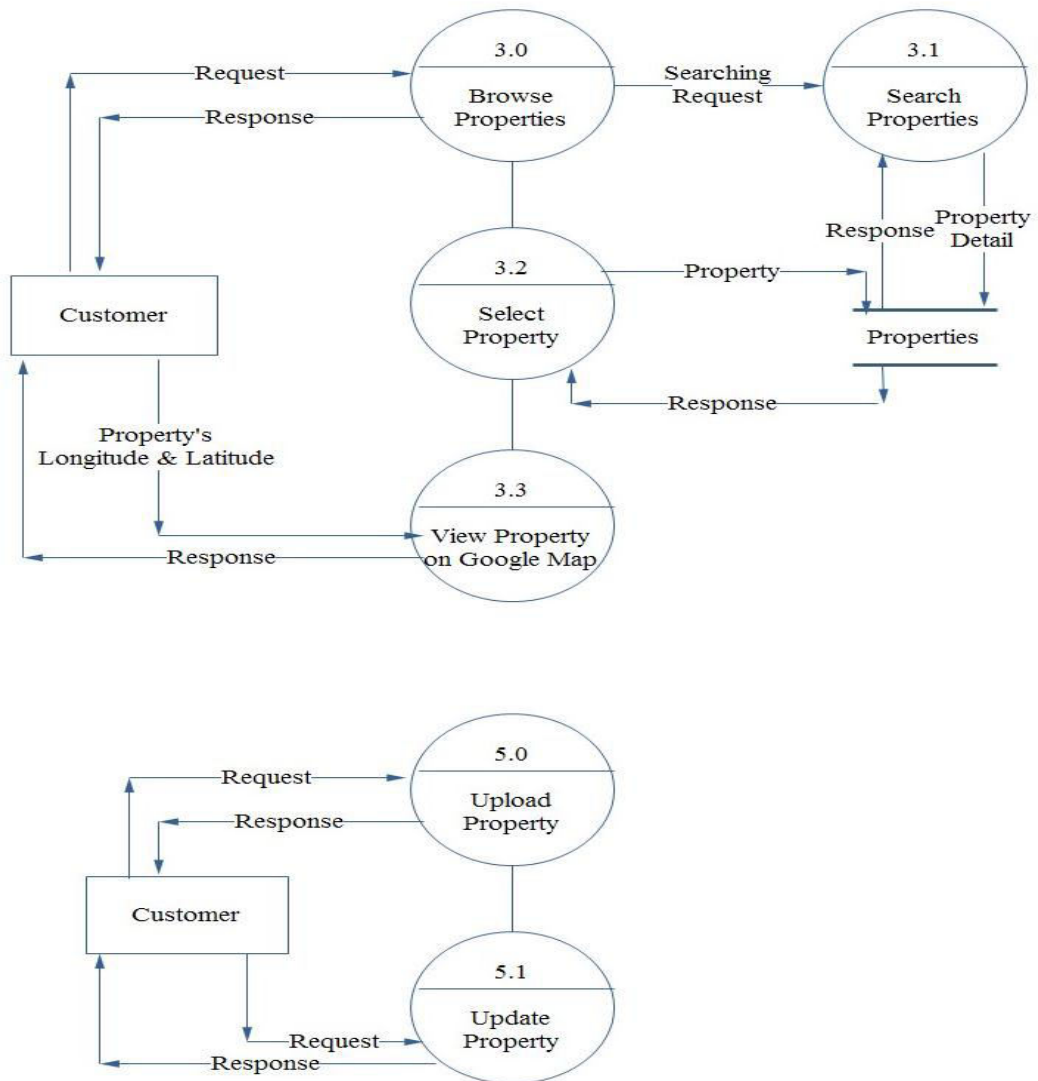 3.0
Browse
Properties
Request
Response
Searching
Request
3.1
Search
Properties
Response
Property
Detail
3.2
Select
Property
Property
Properties
Response
Customer
Property's
Longitude & Latitude
3.3
View Property
on Google Map
Response
5.0
Upload
Property
Request
Response
Customer
5.1
Update
Property
Request
Response